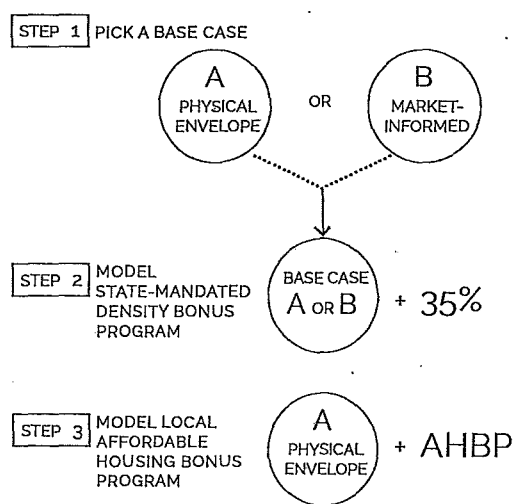 STEP 1 PICK A BASE CASE
A
PHYSICAL
ENVELOPE
OR
B
MARKET-
INFORMED
STEP 2
MODEL
STATE-MANDATED
DENSITY BONUS
PROGRAM
BASE CASE
A OR B
+ 35%
STEP 3
MODEL LOCAL
AFFORDABLE
HOUSING BONUS
PROGRAM
A
PHYSICAL
ENVELOPE
+ AHBP